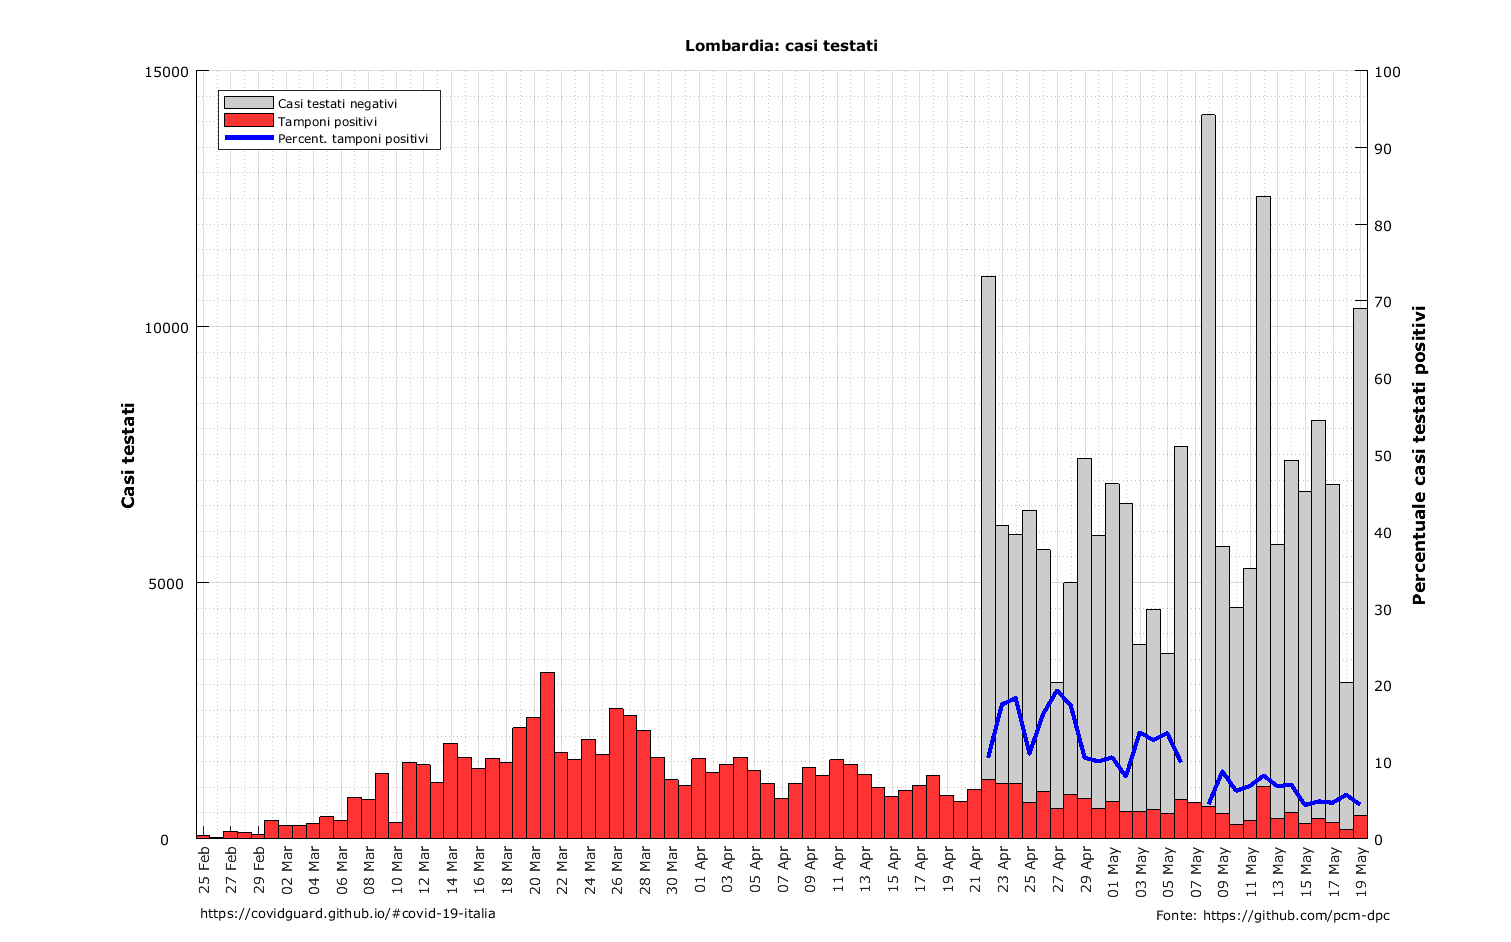 Lombardia: casi testati
15000
10000
5000
0
Casi testati
Casi testati negativi
Tamponi positivi
Percent. tamponi positivi
100
90
80
70
60
50
40
30
20
10
0
Percentuale casi testati positivi
25 Feb
27 Feb
29 Feb
02 Mar
04 Mar
06 Mar
08 Mar
10 Mar
12 Mar
14 Mar
16 Mar
18 Mar
20 Mar
22 Mar
24 Mar
26 Mar
28 Mar
30 Mar
01 Apr
03 Apr
05 Apr
07 Apr
09 Apr
11 Apr
13 Apr
15 Apr
17 Apr
19 Apr
21 Apr
23 Apr
25 Apr
27 Apr
29 Apr
01 May
03 May
05 May
07 May
09 May
11 May
13 May
15 May
17 May
19 May
https://covidguard.github.io/#covid-19-italia
Fonte: https://github.com/pcm-dpc